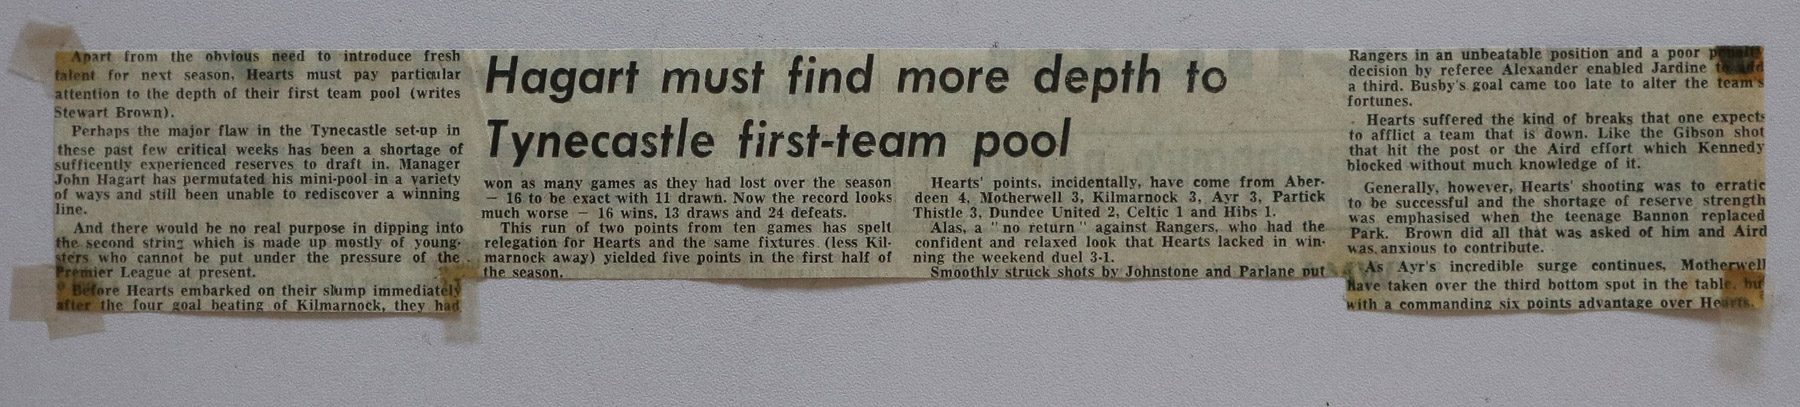 Hagart must find more depth to
Tynecastle first-team pool
Apart from the obvious need to introduce fresh
talent for next season, Hearts must pay particular
attention to the depth of their first team pool (writes
Stewart Brown).
Perhaps the major flaw in the Tynecastle set-up in
these past few critical weeks has been a shortage of
sufficently experienced reserves to draft in. Manager
John Hagart has permutated his mini-pool in a variety
of ways and still been unable to rediscover a winning
line.
And there would be no real purpose in dipping into
the second string which is made up mostly of young-
sters who cannot be put under the pressure of the
Premier League at present.
Before Hearts embarked on their slump immediately
after the four goal beating of Kilmarnock, they had
won as many games as they had lost over the season
— 16 to be exact with 11 drawn. Now the record looks
much worse — 16 wins, 13 draws and 24 defeats.
This run of two points from ten games has spelt
relegation for Hearts and the same fixtures (less Kil-
marnock away) yielded five points in the first half of
the season.
Hearts' points, incidentally, have come from Aber-
deen 4, Motherwell 3, Kilmarnock 3, Ayr 3, Partick
Thistle 3, Dundee United 2, Celtic 1 and Hibs 1.
Alas, a "no return" against Rangers, who had the
confident and relaxed look that Hearts lacked in win-
ning the weekend duel 3-1.
Smoothly struck shots by Johnstone and Parlane put
Rangers in an unbeatable position and a poor penalty
decision by referee Alexander enabled Jardine to add
a third. Busby's goal came too late to alter the team's
fortunes.
Hearts suffered the kind of breaks that one expects
to afflict a team that is down. Like the Gibson shot
that hit the post or the Aird effort which Kennedy
blocked without much knowledge of it.
Generally, however, Hearts' shooting was to erratic
to be successful and the shortage of reserve strength
was emphasised when the teenage Bannon replaced
Park. Brown did all that was asked of him and Aird
was anxious to contribute.
As Ayr's incredible surge continues, Motherwell
have taken over the third bottom spot in the table, but
with a commanding six points advantage over Hearts.